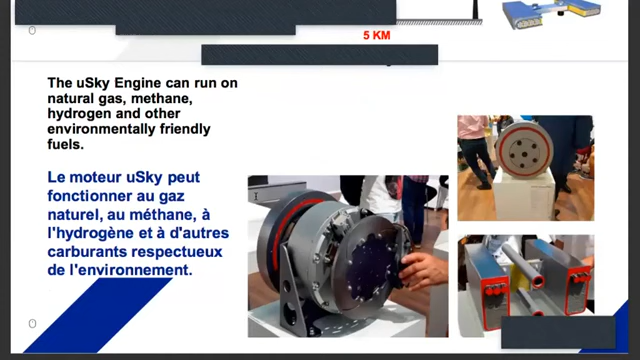 5 KM
The uSky Engine can run on
natural gas, methane,
hydrogen and other
environmentally friendly
fuels.
Le moteur uSky peut
fonctionner au gaz
naturel, au méthane, à
l'hydrogène et à d'autres
carburants respectueux
de l'environnement.